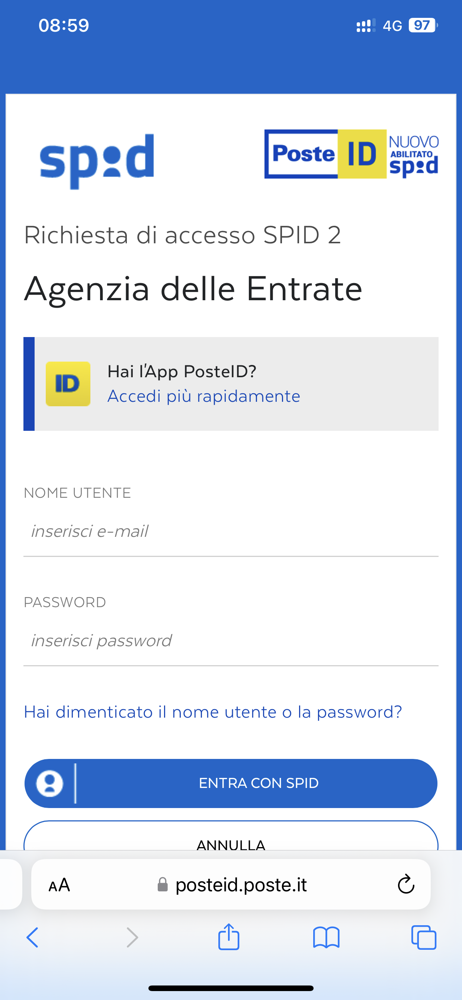 08:59
4G 97
spid
Poste ID NUOVO
ABILITATO
spid
Richiesta di accesso SPID 2
Agenzia delle Entrate
ID
Hai l'App PosteID?
Accedi più rapidamente
NOME UTENTE
inserisci e-mail
PASSWORD
inserisci password
Hai dimenticato il nome utente o la password?
ENTRA CON SPID
ANNULLA
AA posteid.poste.it